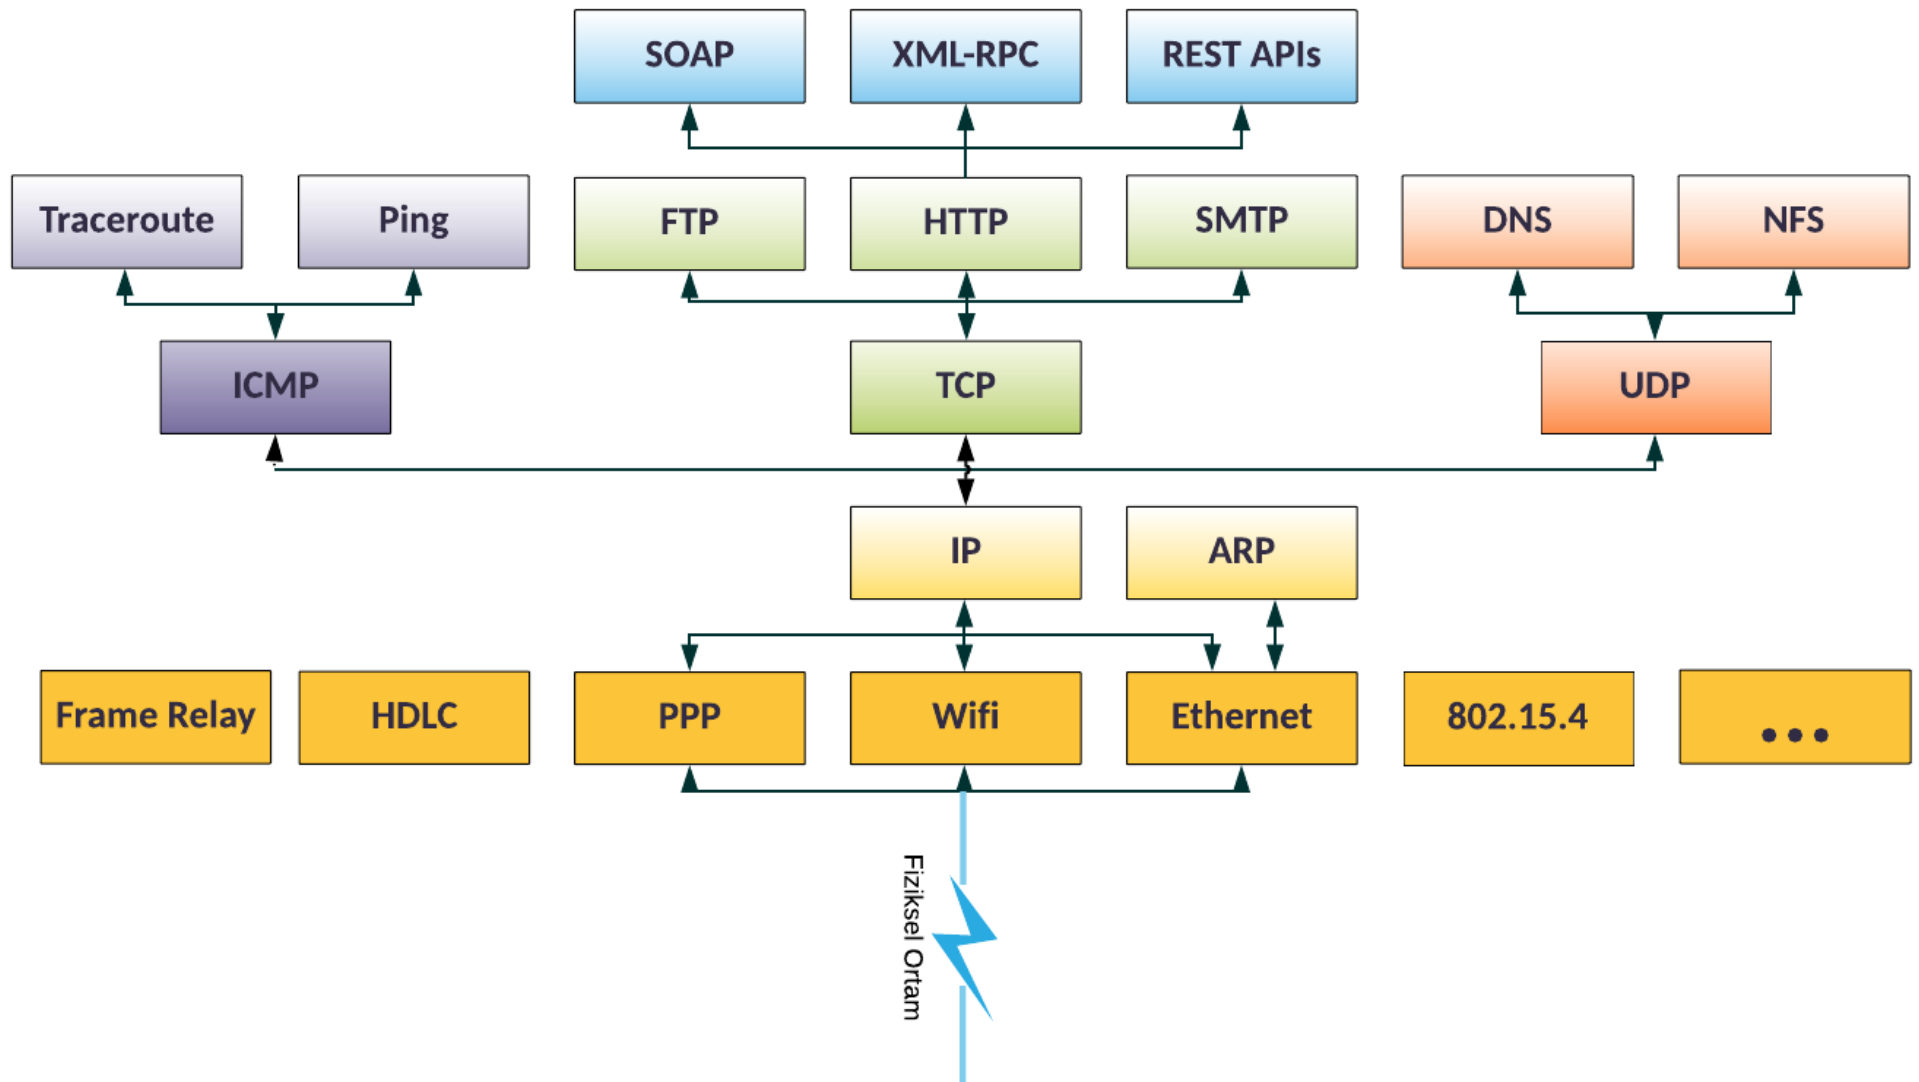 SOAP
XML-RPC
REST APIs
Traceroute
Ping
FTP
HTTP
SMTP
DNS
NFS
ICMP
TCP
UDP
IP
ARP
Frame Relay
HDLC
PPP
Wifi
Ethernet
802.15.4
...
Fiziksel Ortam